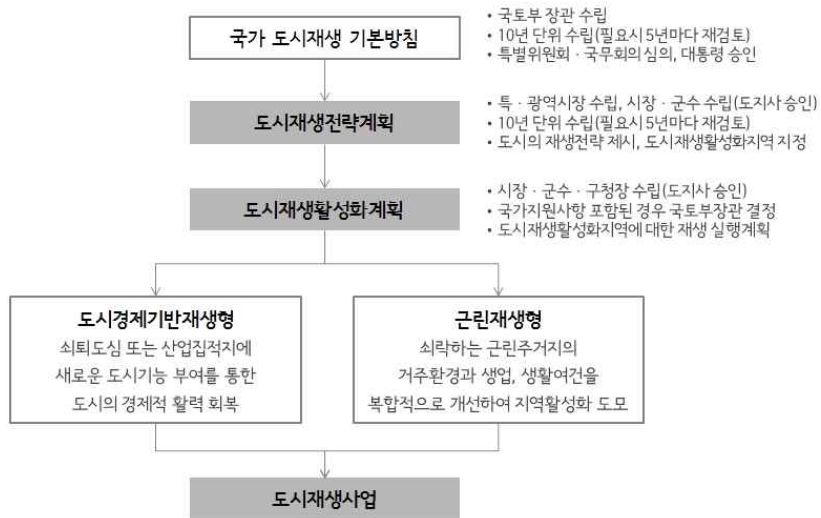 국가 도시재생 기본방침
• 국토부 장관 수립
• 10년 단위 수립(필요시 5년마다 재검토)
• 특별위원회·국무회의 심의, 대통령 승인
도시재생전략계획
• 특·광역시장 수립, 시장·군수 수립(도지사 승인)
• 10년 단위 수립(필요시 5년마다 재검토)
• 도시의 재생전략 제시, 도시재생활성화지역 지정
도시재생활성화계획
• 시장·군수·구청장 수립(도지사 승인)
• 국가지원사항 포함된 경우 국토부장관 결정
• 도시재생활성화지역에 대한 재생 실행계획
도시경제기반재생형
쇠퇴도심 또는 산업집적지에
새로운 도시기능 부여를 통한
도시의 경제적 활력 회복
근린재생형
쇠락하는 근린주거지의
거주환경과 생업, 생활여건을
복합적으로 개선하여 지역활성화 도모
도시재생사업